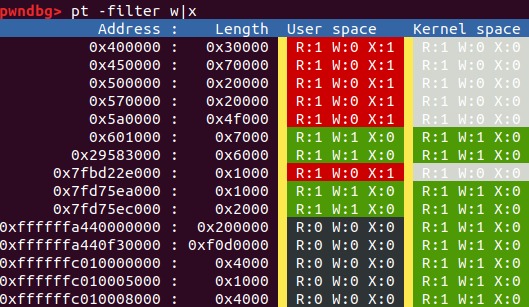 pwndbg> pt -filter w|x
Address : Length User space Kernel space
0x400000 : 0x30000 R:1 W:0 X:1 R:1 W:0 X:0
0x450000 : 0x70000 R:1 W:0 X:1 R:1 W:0 X:0
0x500000 : 0x20000 R:1 W:0 X:1 R:1 W:0 X:0
0x570000 : 0x20000 R:1 W:0 X:1 R:1 W:0 X:0
0x5a0000 : 0x4f000 R:1 W:0 X:1 R:1 W:0 X:0
0x601000 : 0x7000 R:1 W:1 X:0 R:1 W:1 X:0
0x29583000 : 0x6000 R:1 W:1 X:0 R:1 W:1 X:0
0x7fbd22e000 : 0x1000 R:1 W:0 X:1 R:1 W:0 X:0
0x7fd75ea000 : 0x1000 R:1 W:1 X:0 R:1 W:1 X:0
0x7fd75ec000 : 0x2000 R:1 W:1 X:0 R:1 W:1 X:0
0xffffffa440000000 : 0x200000 R:0 W:0 X:0 R:1 W:1 X:0
0xffffffa440f30000 : 0xf0d0000 R:0 W:0 X:0 R:1 W:1 X:0
0xffffffc010000000 : 0x4000 R:0 W:0 X:0 R:1 W:1 X:0
0xffffffc010005000 : 0x1000 R:0 W:0 X:0 R:1 W:1 X:0
0xffffffc010008000 : 0x4000 R:0 W:0 X:0 R:1 W:1 X:0